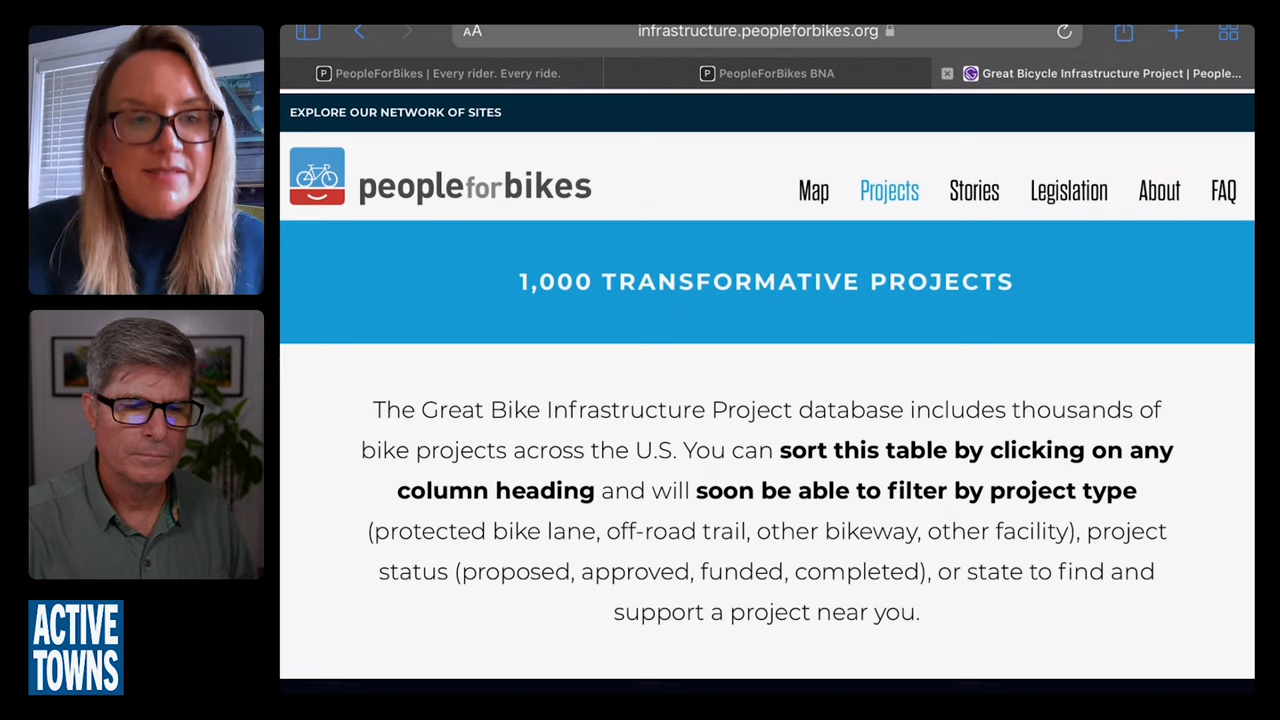 AA
infrastructure.peopleforbikes.org
PeopleForBikes | Every rider. Every ride.
PeopleForBikes BNA
Great Bicycle Infrastructure Project | People...
EXPLORE OUR NETWORK OF SITES
peopleforbikes
Map
Projects
Stories
Legislation
About
FAQ
1,000 TRANSFORMATIVE PROJECTS
The Great Bike Infrastructure Project database includes thousands of
bike projects across the U.S. You can sort this table by clicking on any
column heading and will soon be able to filter by project type
(protected bike lane, off-road trail, other bikeway, other facility), project
status (proposed, approved, funded, completed), or state to find and
support a project near you.
ACTIVE
TOWNS